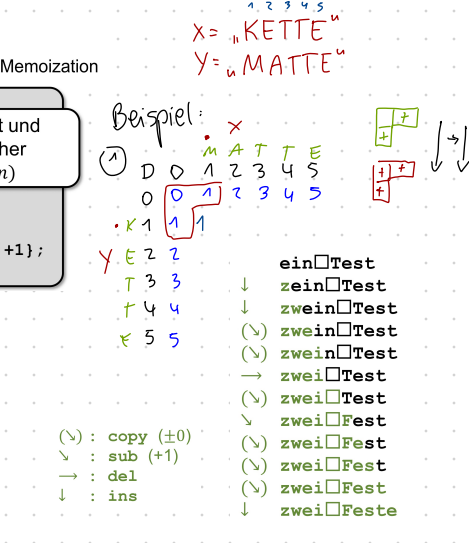 1 2 3 4 5
X = „KETTE“
Y = „MATTE“
Memoization
Beispiel:
t und
her
n)
+1};
X
M A T T E
1 D 0 1 2 3 4 5
0 0 1 2 3 4 5
K 1 1 1
Y E 2 2
T 3 3
T 4 4
E 5 5
+
+
+ +
+
ein□Test
↓ zein□Test
↓ zwein□Test
(↘) zwein□Test
(↘) zwein□Test
→ zwei□Test
(↘) zwei□Test
↘ zwei□Fest
(↘) zwei□Fest
(↘) zwei□Fest
(↘) zwei□Fest
↓ zwei□Feste
(↘) : copy (±0)
↘ : sub (+1)
→ : del
↓ : ins